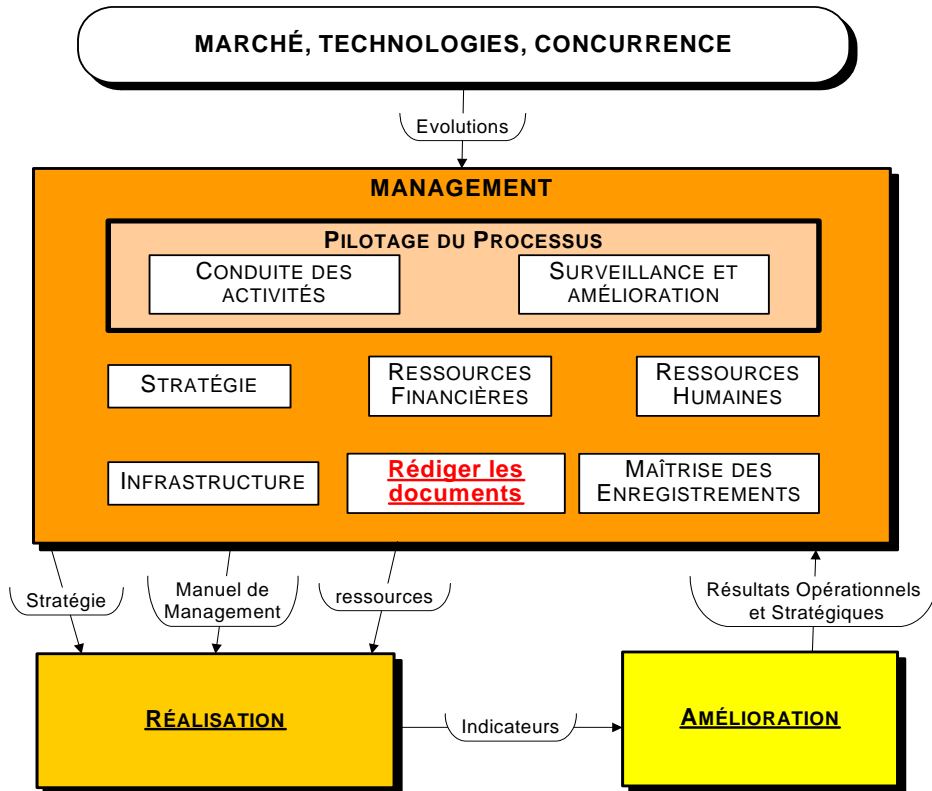 MARCHÉ, TECHNOLOGIES, CONCURRENCE
Evolutions
MANAGEMENT
PILOTAGE DU PROCESSUS
CONDUITE DES
ACTIVITÉS
SURVEILLANCE ET
AMÉLIORATION
STRATÉGIE
RESSOURCES
FINANCIÈRES
RESSOURCES
HUMAINES
INFRASTRUCTURE
Rédiger les
documents
MAÎTRISE DES
ENREGISTREMENTS
Stratégie
Manuel de
Management
ressources
Résultats Opérationnels
et Stratégiques
RÉALISATION
Indicateurs
AMÉLIORATION